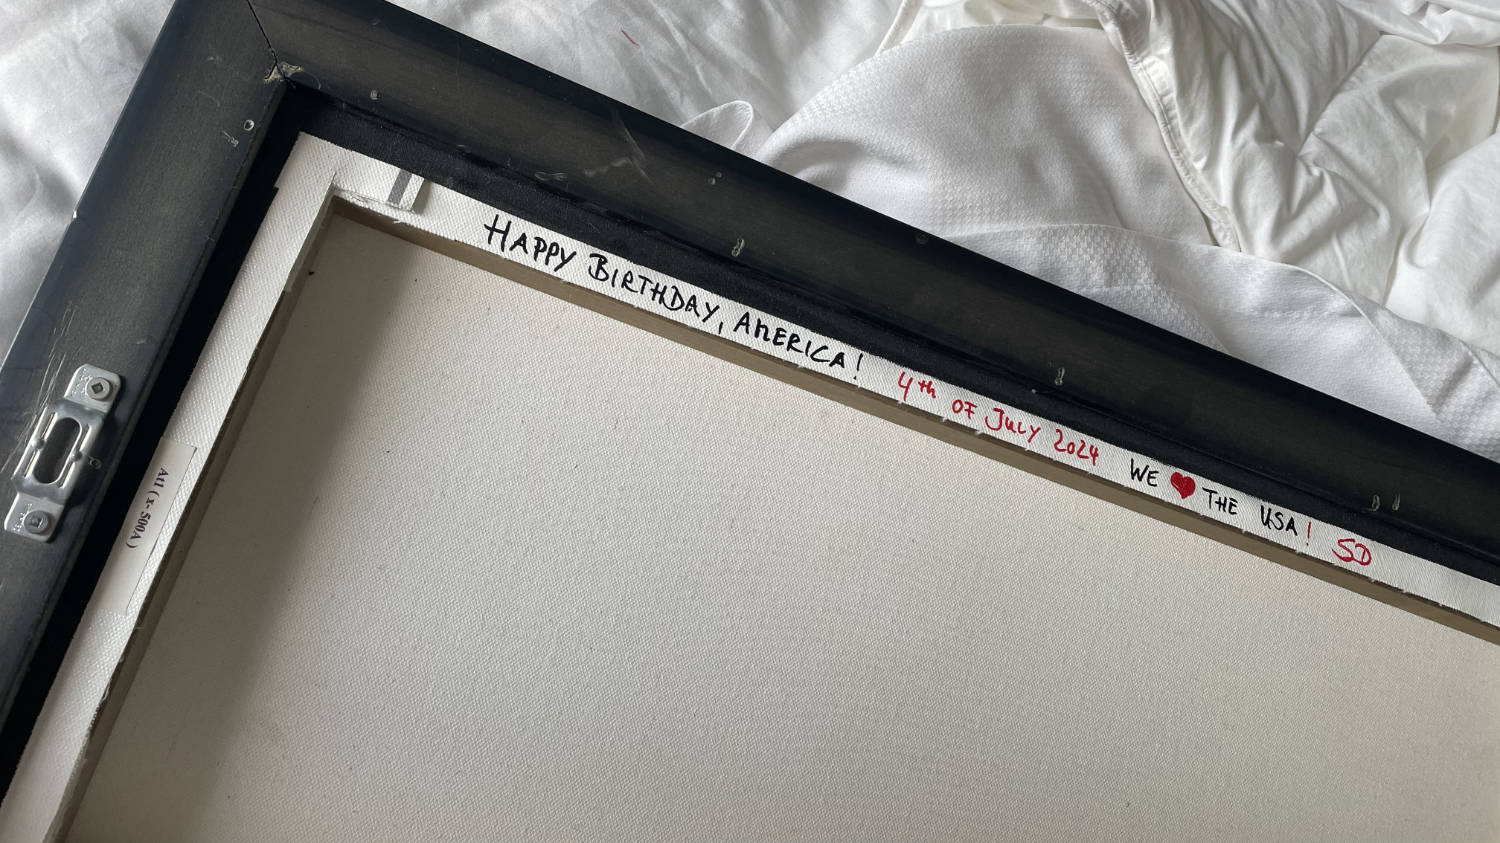 HAPPY BIRTHDAY, AMERICA! 4th OF JULY 2024 WE ❤ THE USA! SD
A11 ( x- 500A )